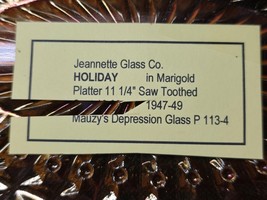 Jeannette Glass Co.
HOLIDAY in Marigold
Platter 11 1/4" Saw Toothed
1947-49
Mauzy's Depression Glass P 113-4